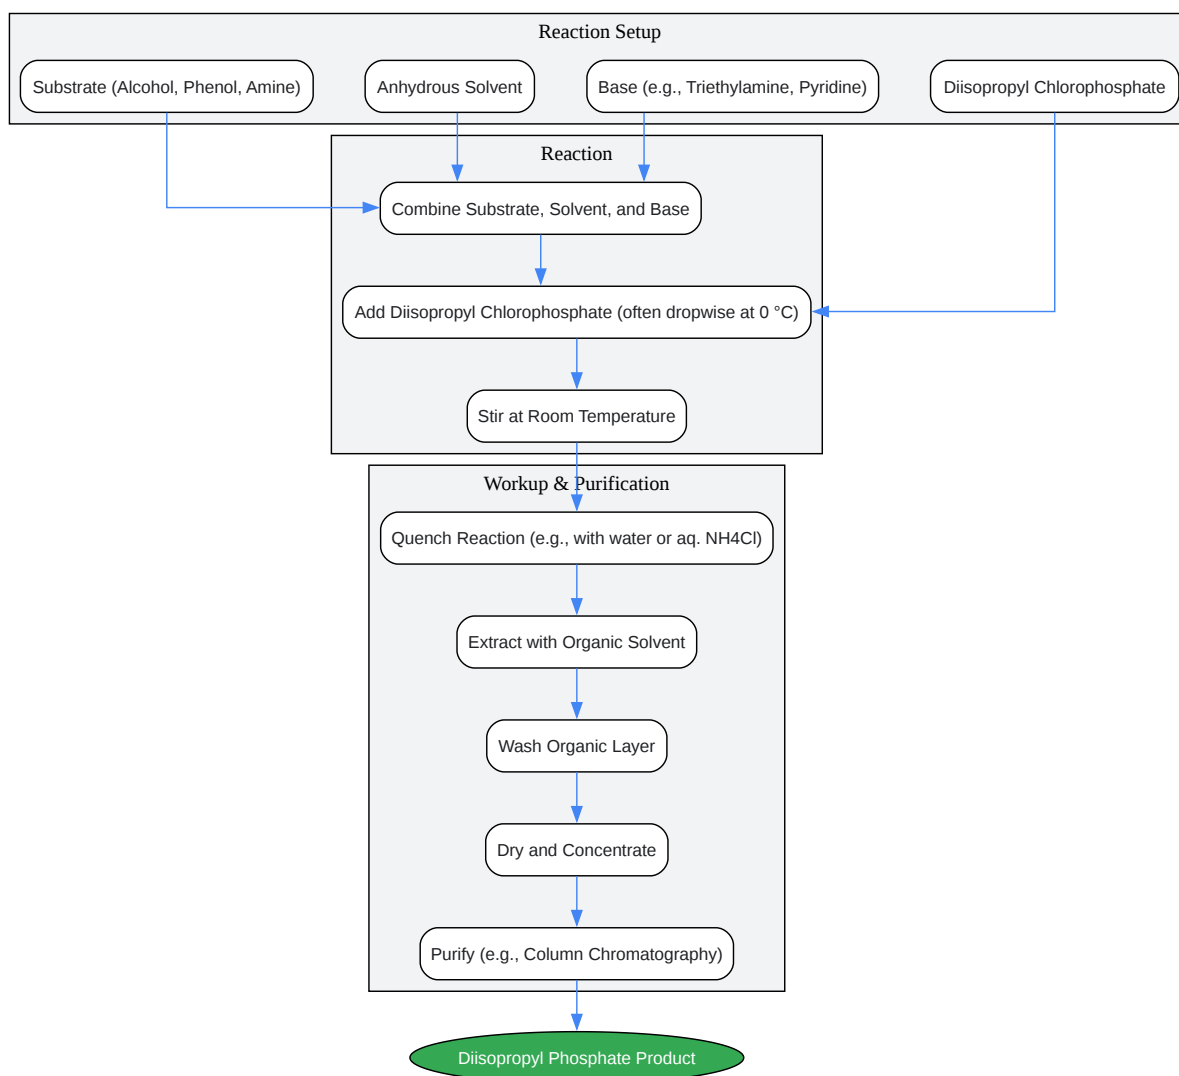 Reaction Setup
Substrate (Alcohol, Phenol, Amine)
Anhydrous Solvent
Base (e.g., Triethylamine, Pyridine)
Diisopropyl Chlorophosphate
Reaction
Combine Substrate, Solvent, and Base
Add Diisopropyl Chlorophosphate (often dropwise at 0 °C)
Stir at Room Temperature
Workup & Purification
Quench Reaction (e.g., with water or aq. NH4Cl)
Extract with Organic Solvent
Wash Organic Layer
Dry and Concentrate
Purify (e.g., Column Chromatography)
Diisopropyl Phosphate Product